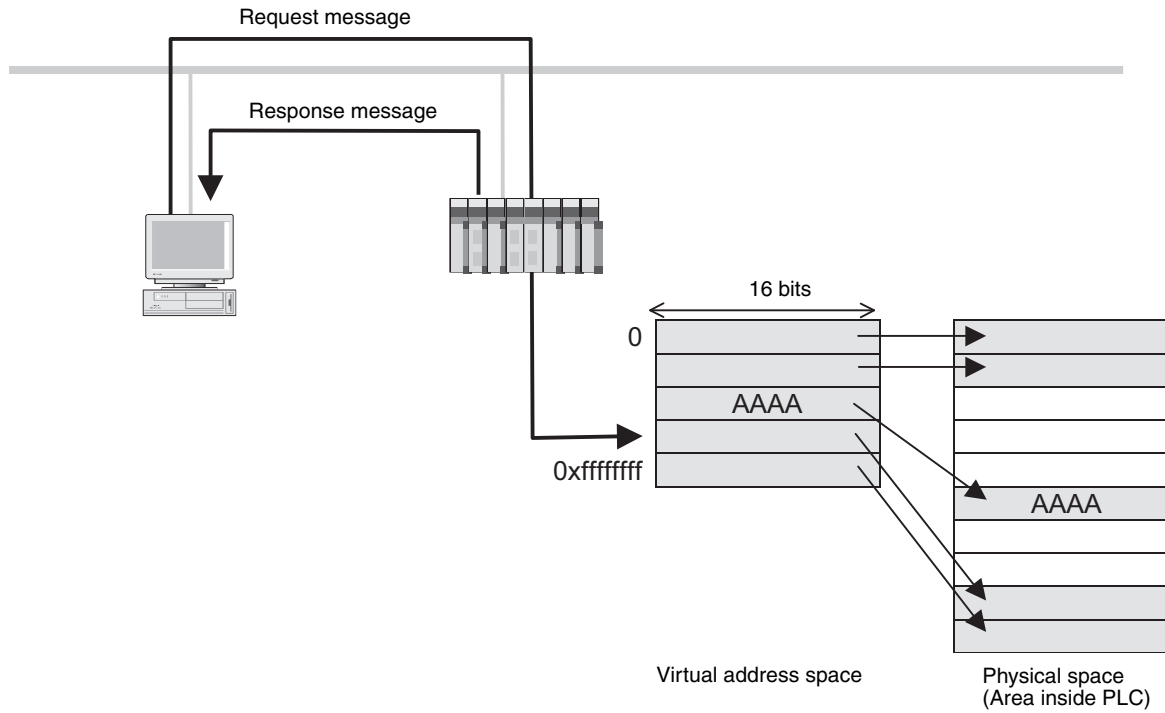 Request message
Response message
16 bits
0
AAAA
0xffffffff
AAAA
Virtual address space
Physical space
(Area inside PLC)